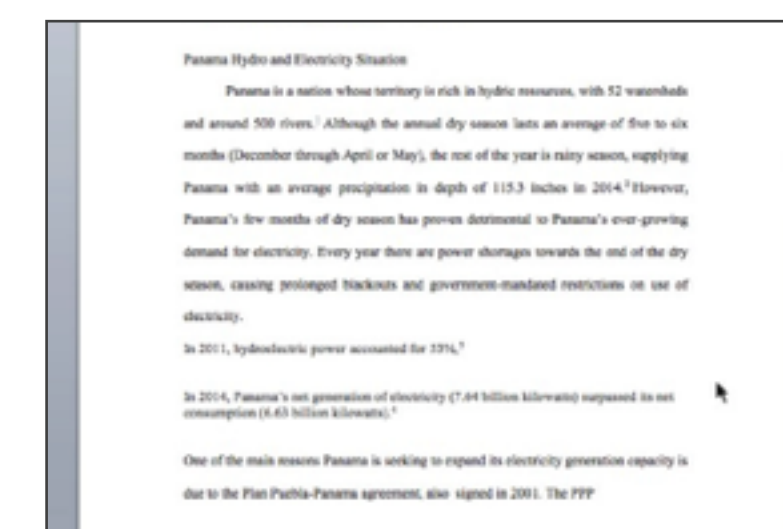 Panama Hydro and Electricity Situation
Panama is a nation whose territory is rich in hydric resources, with 52 watersheds
and around 500 rivers.1 Although the annual dry season lasts an average of five to six
months (December through April or May), the rest of the year is rainy season, supplying
Panama with an average precipitation in depth of 115.3 inches in 2014.2 However,
Panama's few months of dry season has proven detrimental to Panama's ever-growing
demand for electricity. Every year there are power shortages towards the end of the dry
season, causing prolonged blackouts and government-mandated restrictions on use of
electricity.
In 2011, hydroelectric power accounted for
In 2014, Panama's net generation of electricity (7.64 billion kilowatts) surpassed its net
consumption (6.63 billion kilowatts).4
One of the main reasons Panama is seeking to expand its electricity generation capacity is
due to the Plan Puebla-Panama agreement, also signed in 2001. The PPP